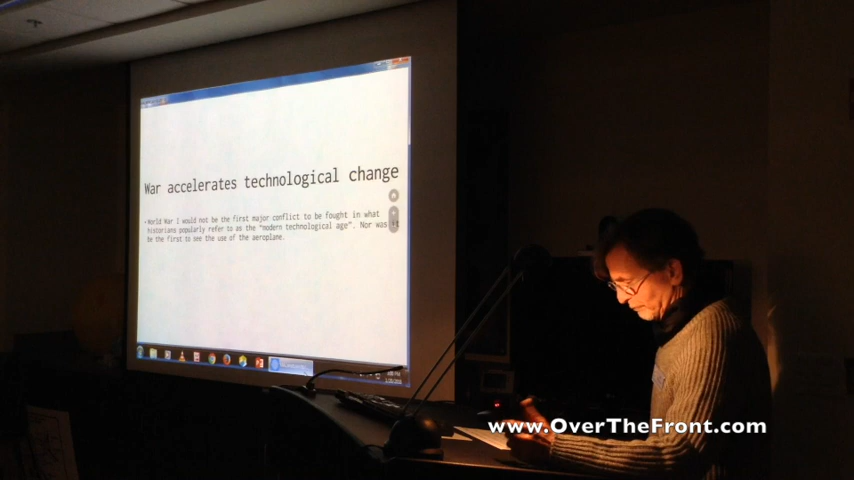 War accelerates technological change
•World War I would not be the first major conflict to be fought in what
historians popularly refer to as the "modern technological age". Nor was it
be the first to see the use of the aeroplane.
www.OverTheFront.com